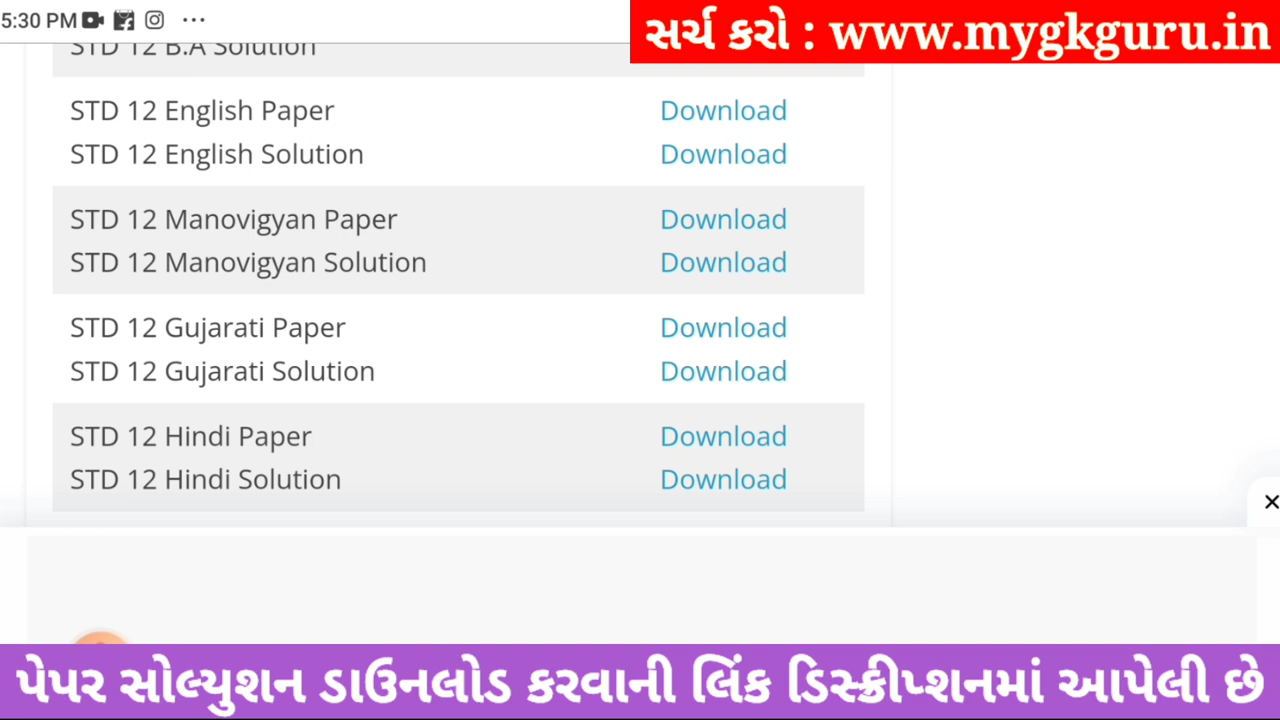 5:30 PM
સર્ચ કરો : www.mygkguru.in
STD 12 B.A Solution
STD 12 English Paper Download
STD 12 English Solution Download
STD 12 Manovigyan Paper Download
STD 12 Manovigyan Solution Download
STD 12 Gujarati Paper Download
STD 12 Gujarati Solution Download
STD 12 Hindi Paper Download
STD 12 Hindi Solution Download
પેપર સોલ્યુશન ડાઉનલોડ કરવાની લિંક ડિસ્ક્રીપ્શનમાં આપેલી છે